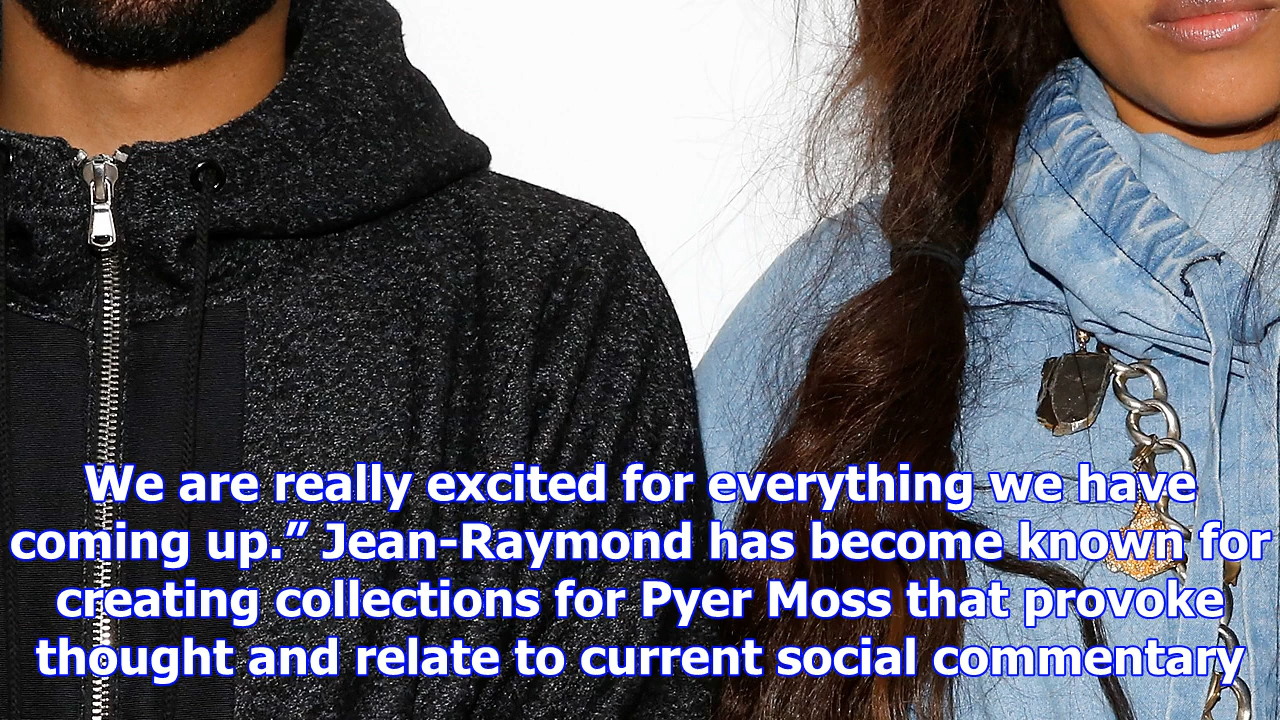 We are really excited for everything we have
coming up.” Jean-Raymond has become known for
creating collections for Pyer Moss that provoke
thought and relate to current social commentary